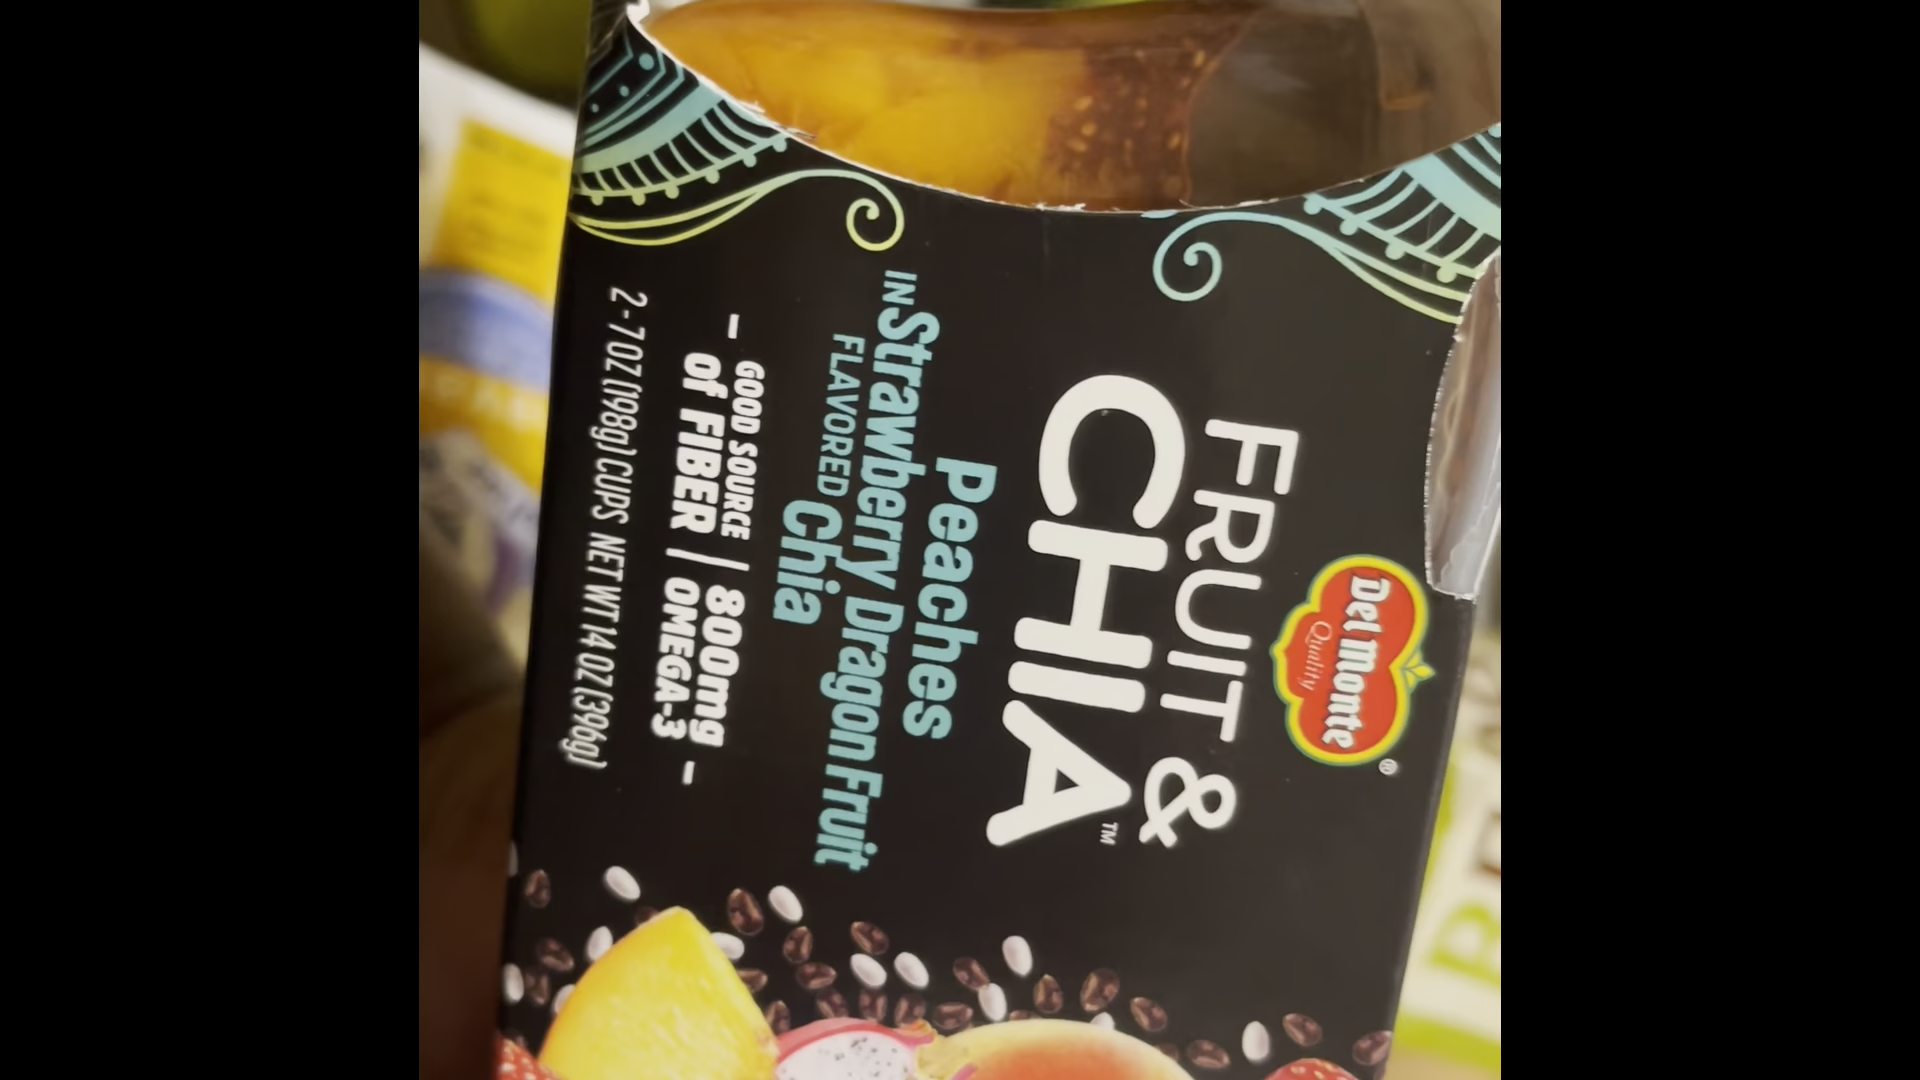 Del Monte
Quality
®
FRUIT &
CHIA™
Peaches
IN Strawberry Dragon Fruit
FLAVORED Chia
- GOOD SOURCE of FIBER | 800mg OMEGA-3 -
2-7 OZ (198g) CUPS NET WT 14 OZ (396g)